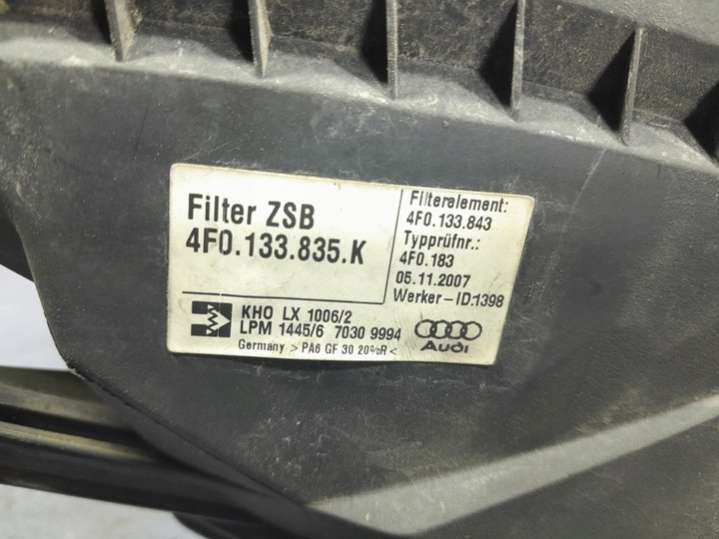 Filter ZSB
4F0.133.835.K
KHO LX 1006/2
LPM 1445/6 7030 9994
Germany > PA6 GF 30 20%R <
Filterelement:
4F0.133.843
Typprüfnr.:
4F0.183
05.11.2007
Werker-ID:1398
Audi